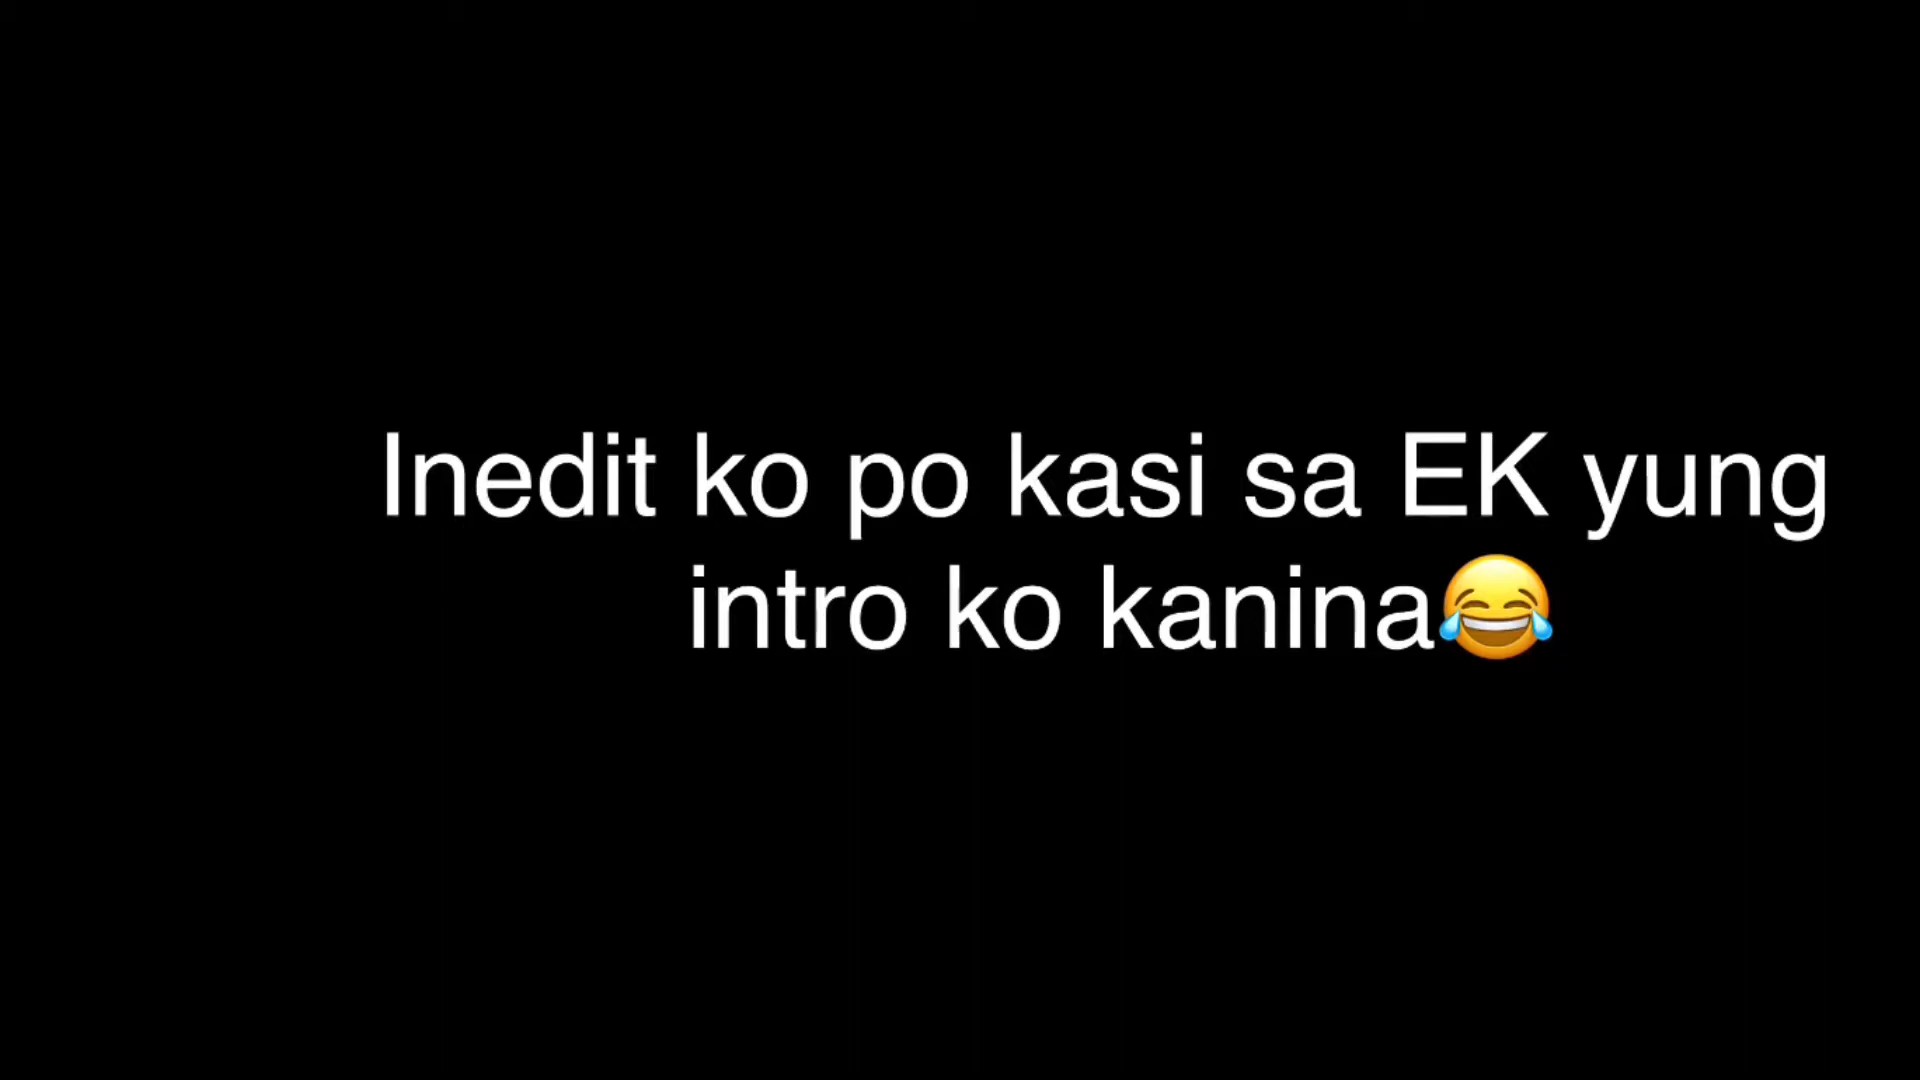 Inedit ko po kasi sa EK yung
intro ko kanina😂